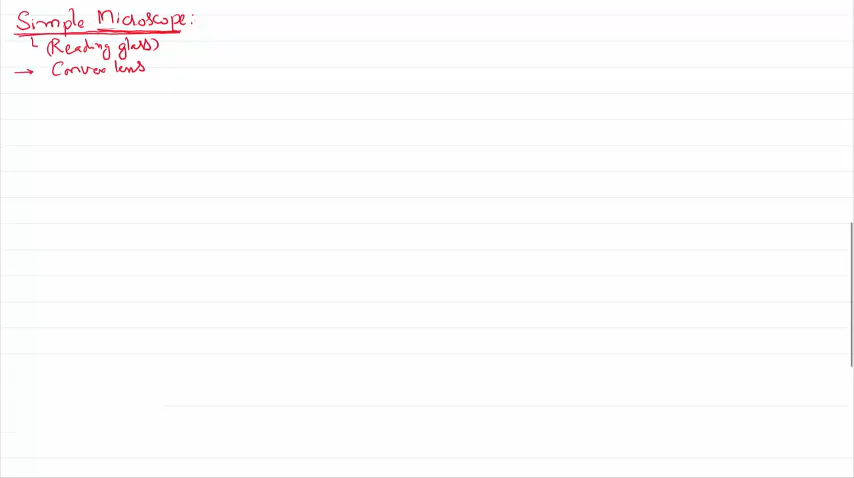 Simple Microscope:
(Reading glass)
→ Convex lens